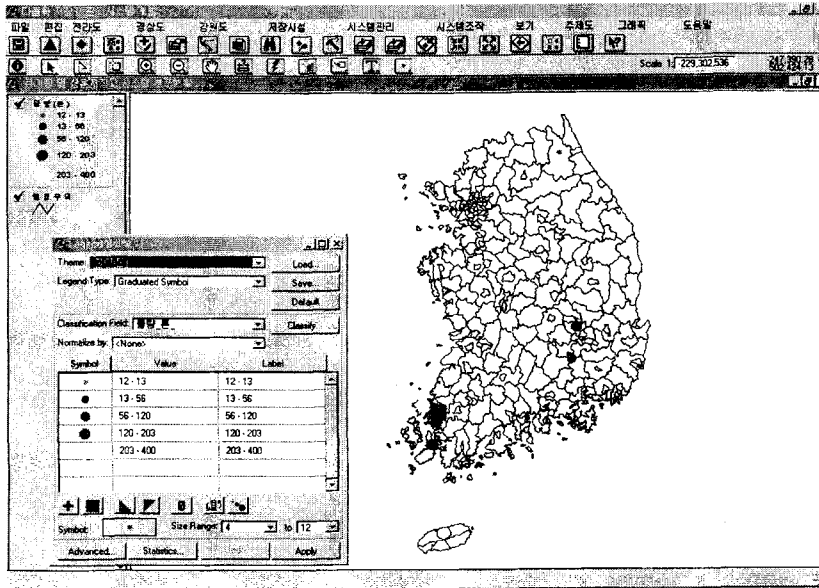 파일 편집 전라도 경상도 강원도 저장시설 시스템관리 시스템조작 보기 주제도 그래픽 도움말
Scale 1: 229,302,536
12 - 13
13 - 56
56 - 120
120 - 203
203 - 400
Theme:
Load...
Legend Type: Graduated Symbol
Save...
Default
Classification Field: 물량_톤_
Classify...
Normalize by: <None>
Symbol Value Label
12 - 13 12 - 13
13 - 56 13 - 56
56 - 120 56 - 120
120 - 203 120 - 203
203 - 400 203 - 400
Symbol: Size Range: 4 to 12
Advanced... Statistics... Apply